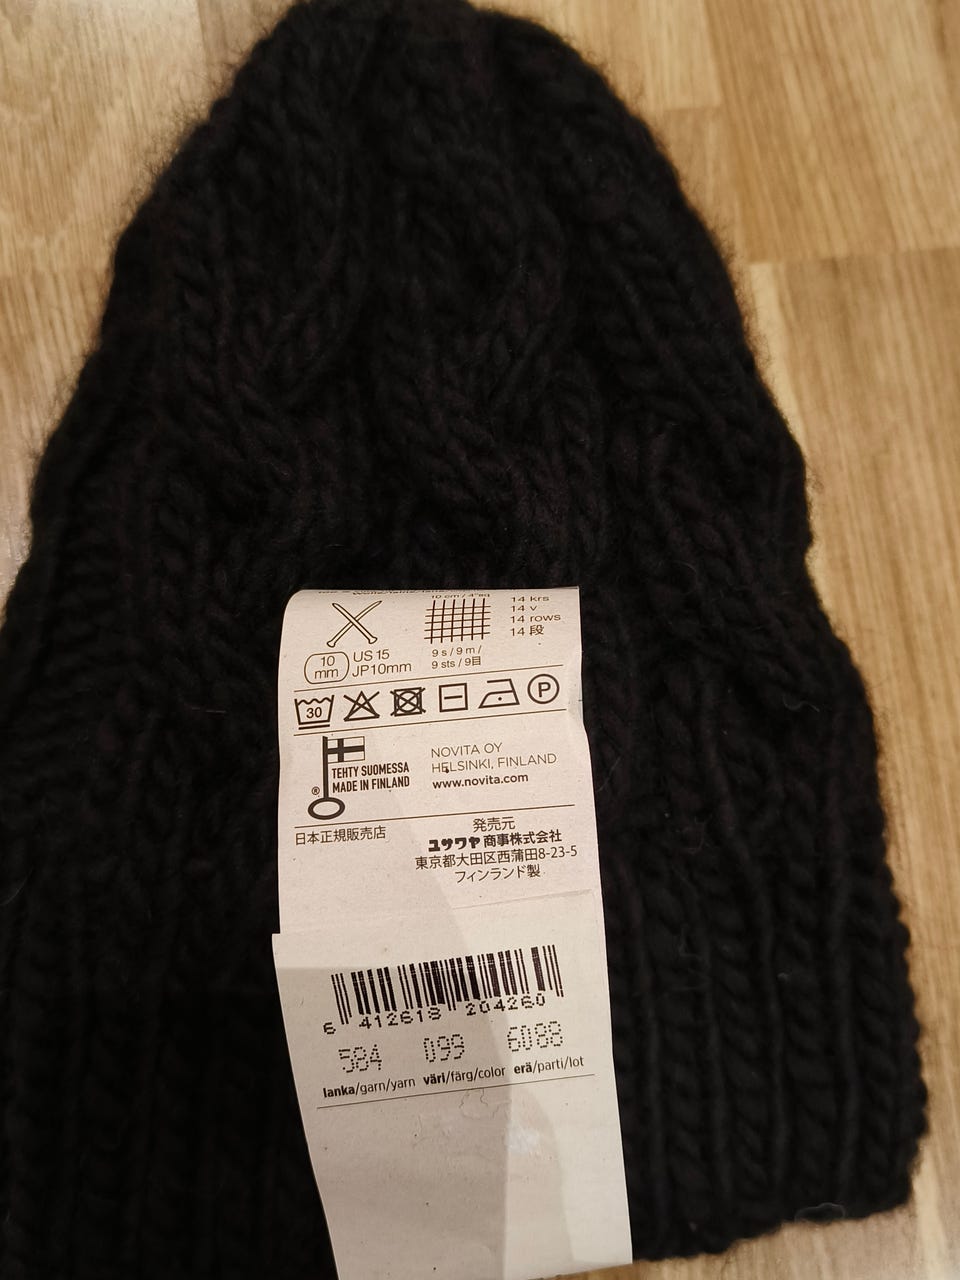 10 cm / 4"sq
14 krs
14 v
14 rows
14 段
10 mm
US 15
JP10mm
9 s / 9 m /
9 sts / 9目
30
P
TEHTY SUOMESSA
MADE IN FINLAND
®
NOVITA OY
HELSINKI, FINLAND
www.novita.com
日本正規販売店
発売元
ユザワヤ商事株式会社
東京都大田区西蒲田8-23-5
フィンランド製
6 412618 204260
584 099 6088
lanka/garn/yarn väri/färg/color erä/parti/lot